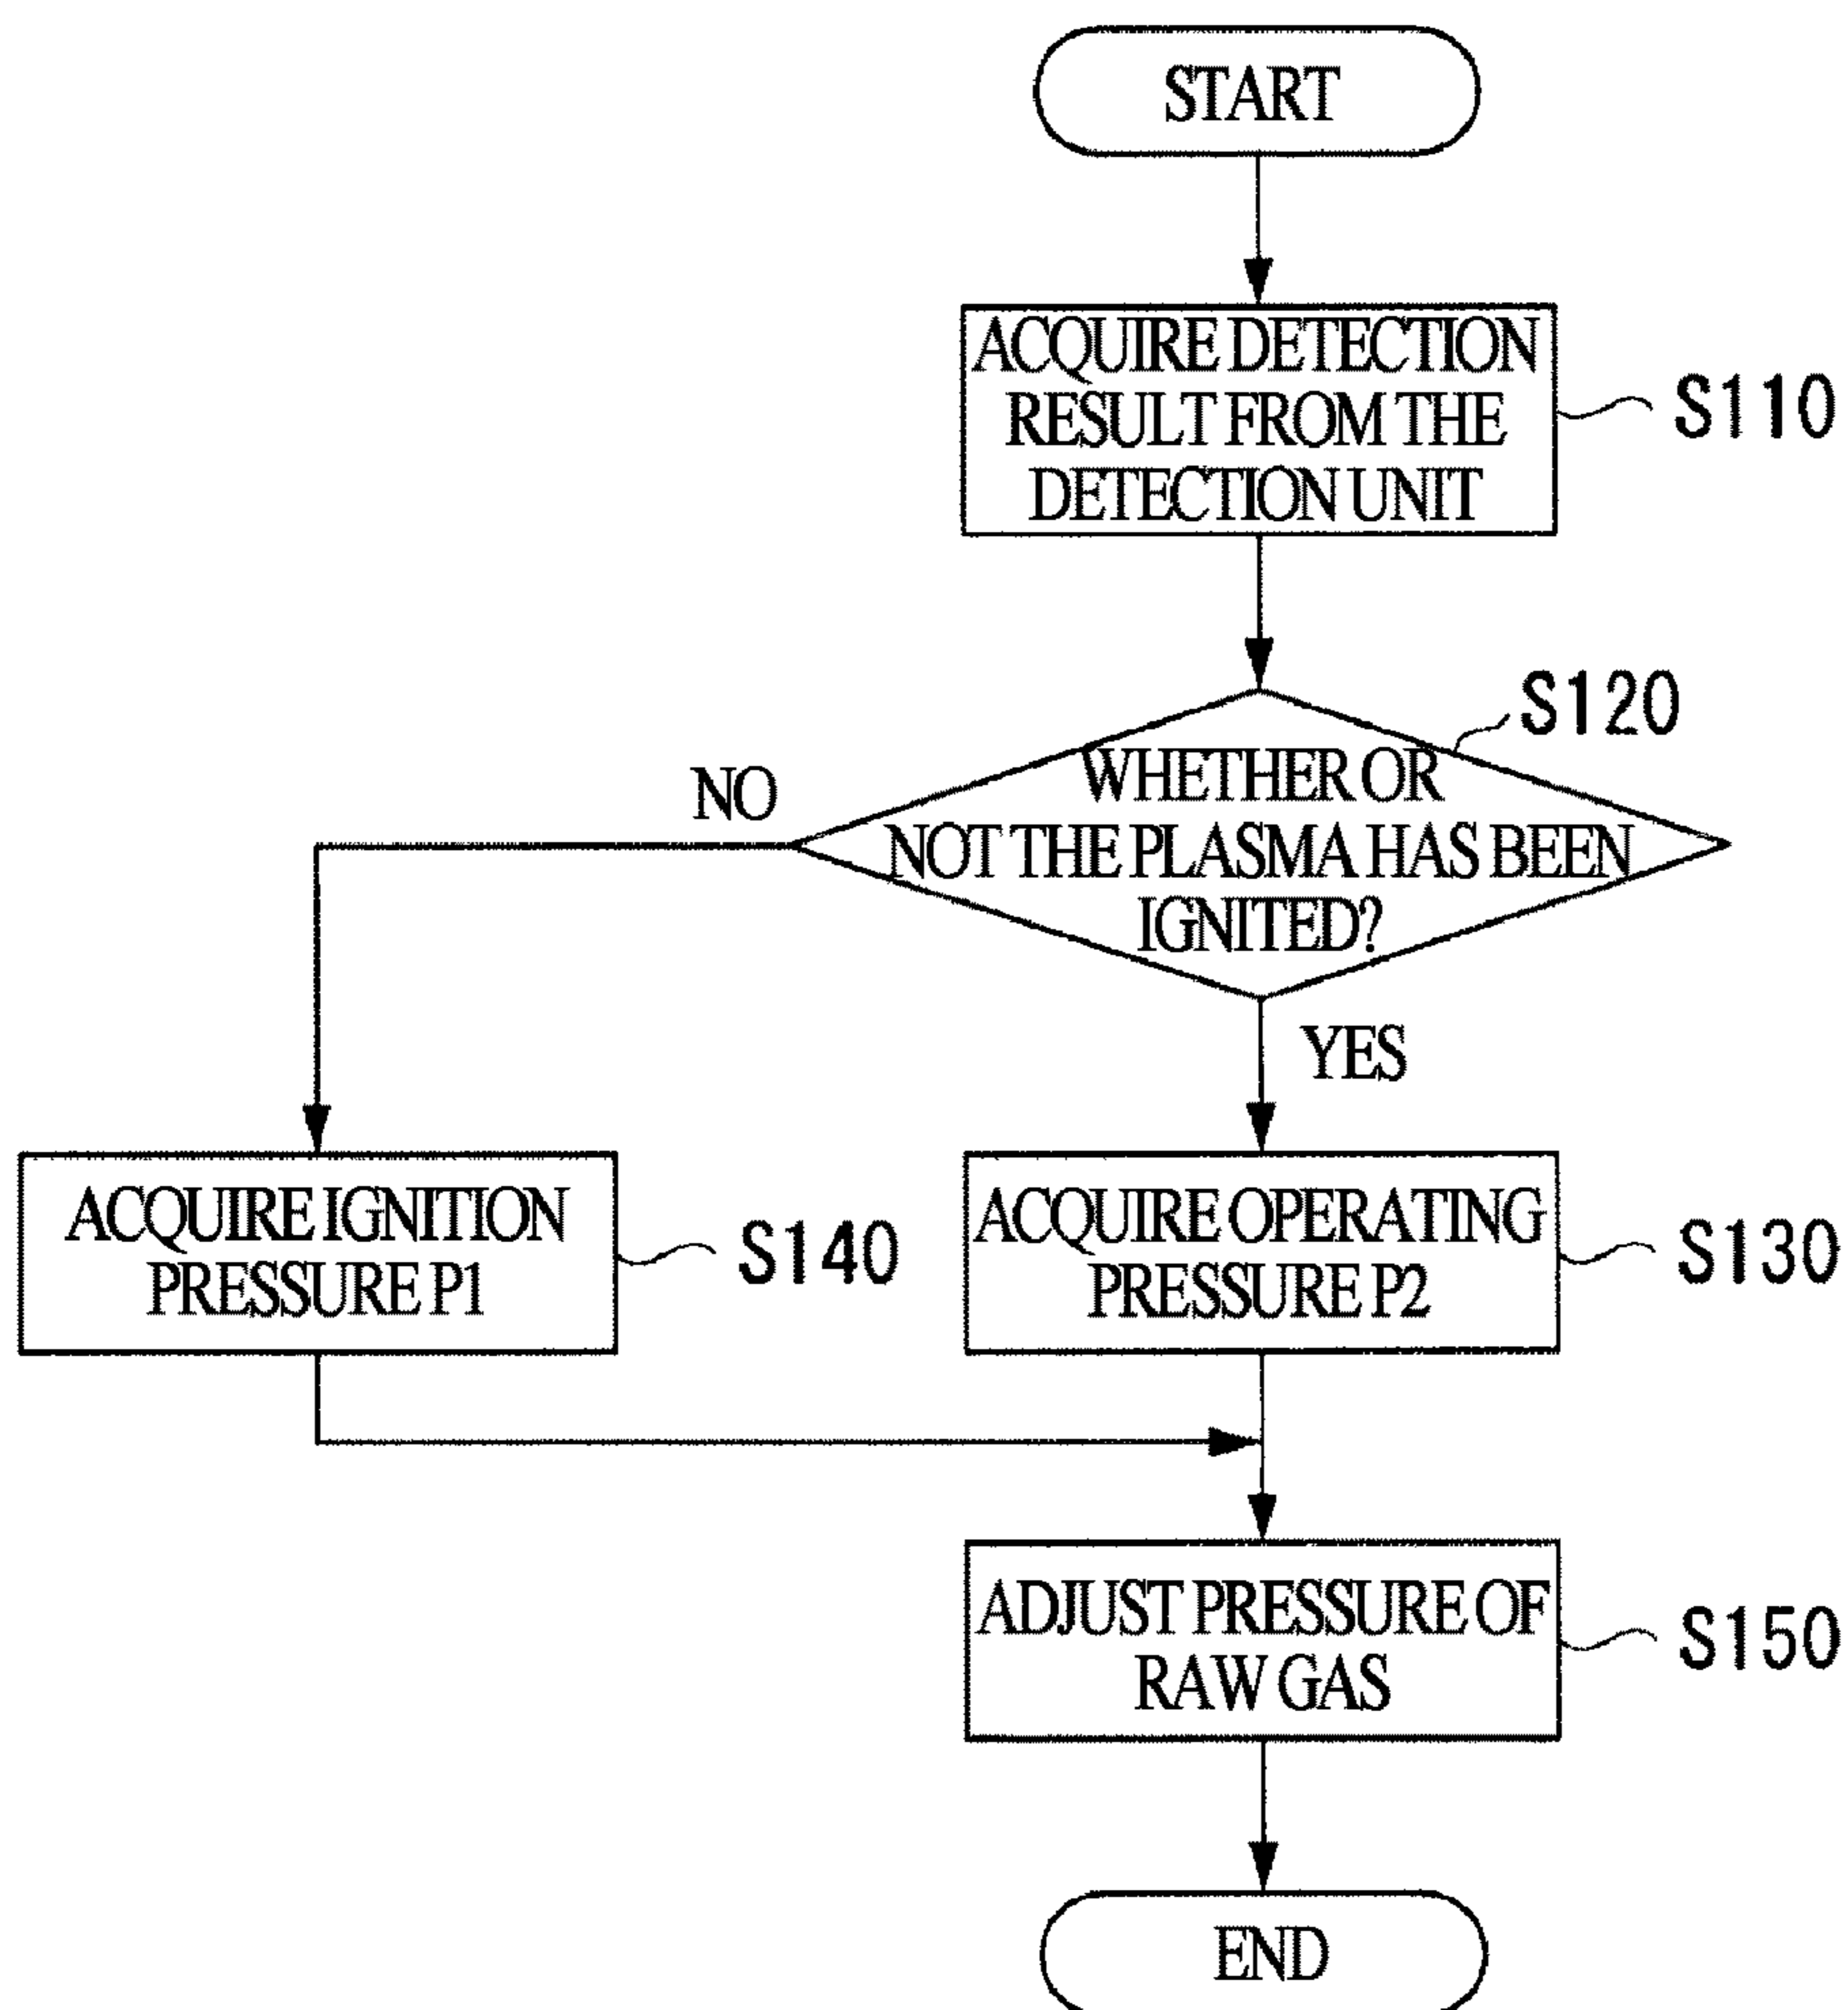 START
ACQUIRE DETECTION
RESULT FROM THE
DETECTION UNIT
S110
S120
WHETHER OR
NOT THE PLASMA HAS BEEN
IGNITED?
NO
YES
ACQUIRE IGNITION
PRESSURE P1
S140
ACQUIRE OPERATING
PRESSURE P2
S130
ADJUST PRESSURE OF
RAW GAS
S150
END